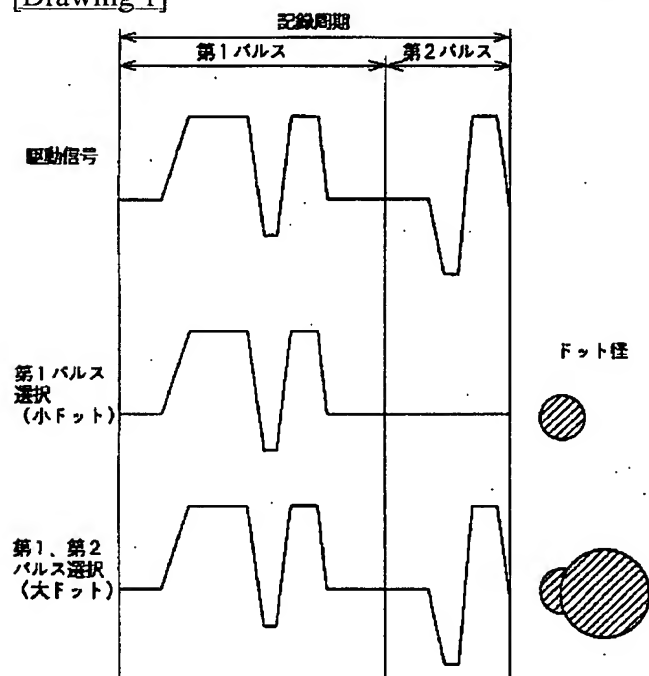 [Drawing 1]
記録周期
第1パルス
第2パルス
駆動信号
ドット径
第1パルス
選択
(小ドット)
第1、第2
パルス選択
(大ドット)